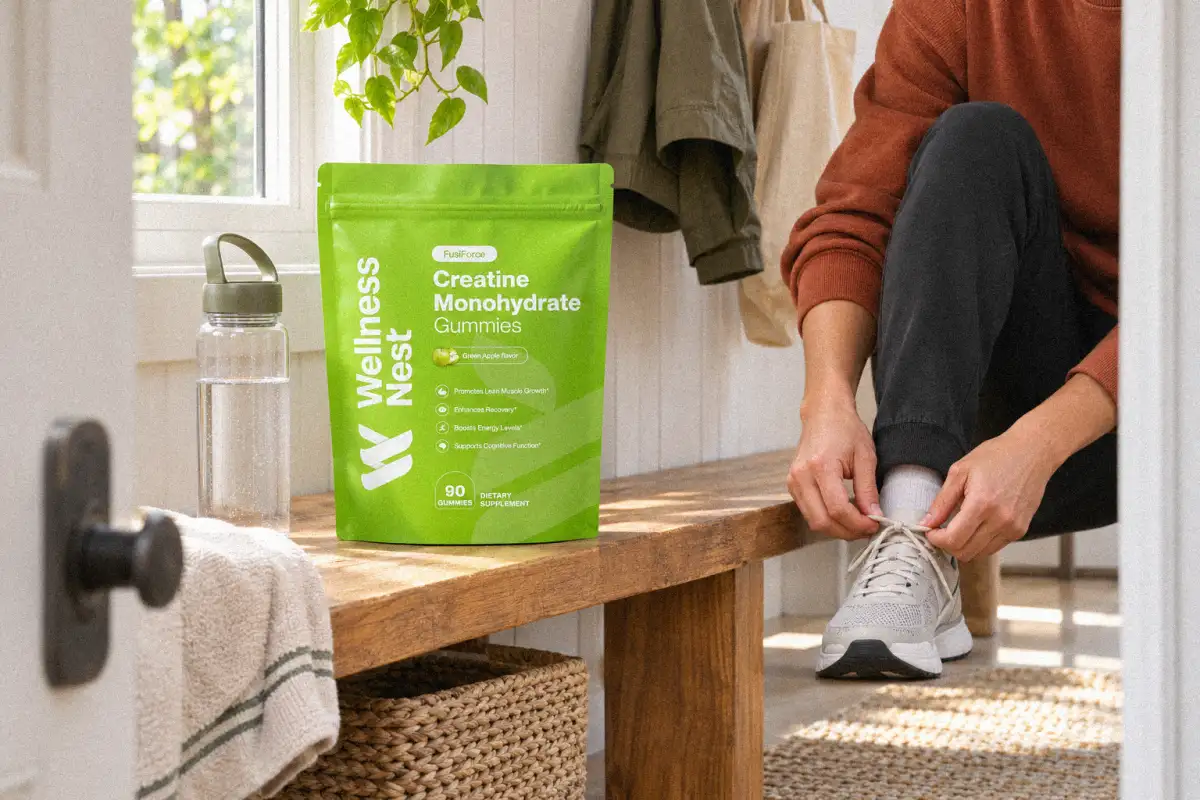 Wellness
Nest
FusiForce
Creatine
Monohydrate
Gummies
Green Apple flavor
Promotes Lean Muscle Growth*
Enhances Recovery*
Boosts Energy Levels*
Supports Cognitive Function*
90
GUMMIES
DIETARY
SUPPLEMENT